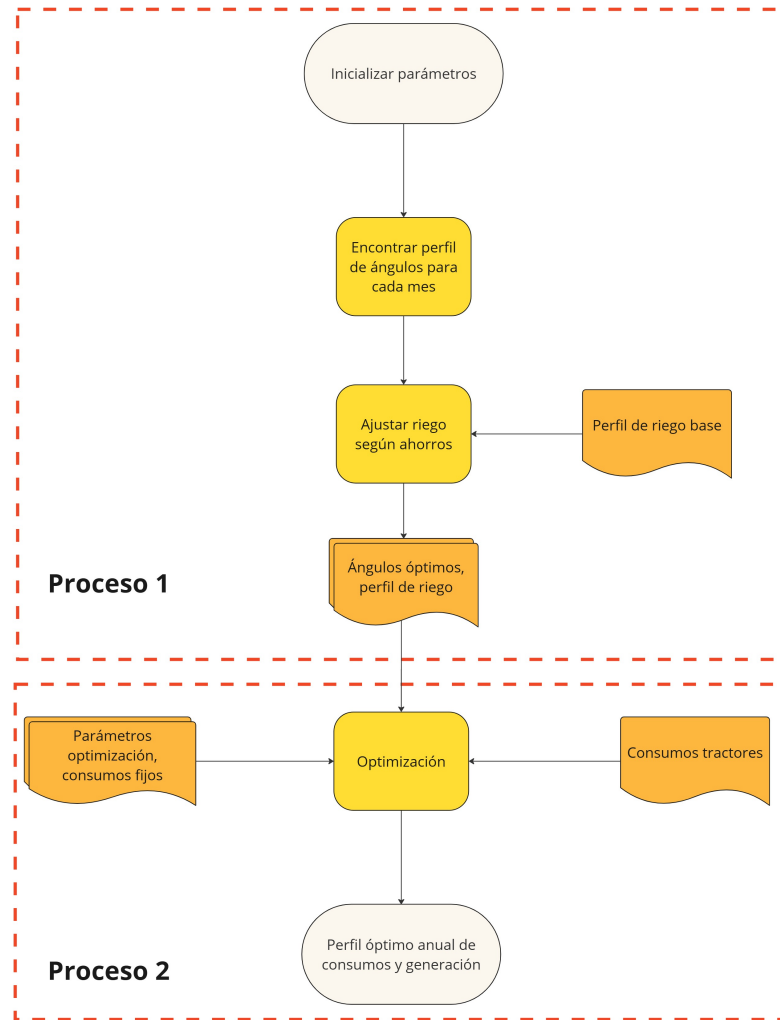 Inicializar parámetros
Encontrar perfil
de ángulos para
cada mes
Ajustar riego
según ahorros
Perfil de riego base
Ángulos óptimos,
perfil de riego
Proceso 1
Parámetros
optimización,
consumos fijos
Optimización
Consumos tractores
Perfil óptimo anual de
consumos y generación
Proceso 2